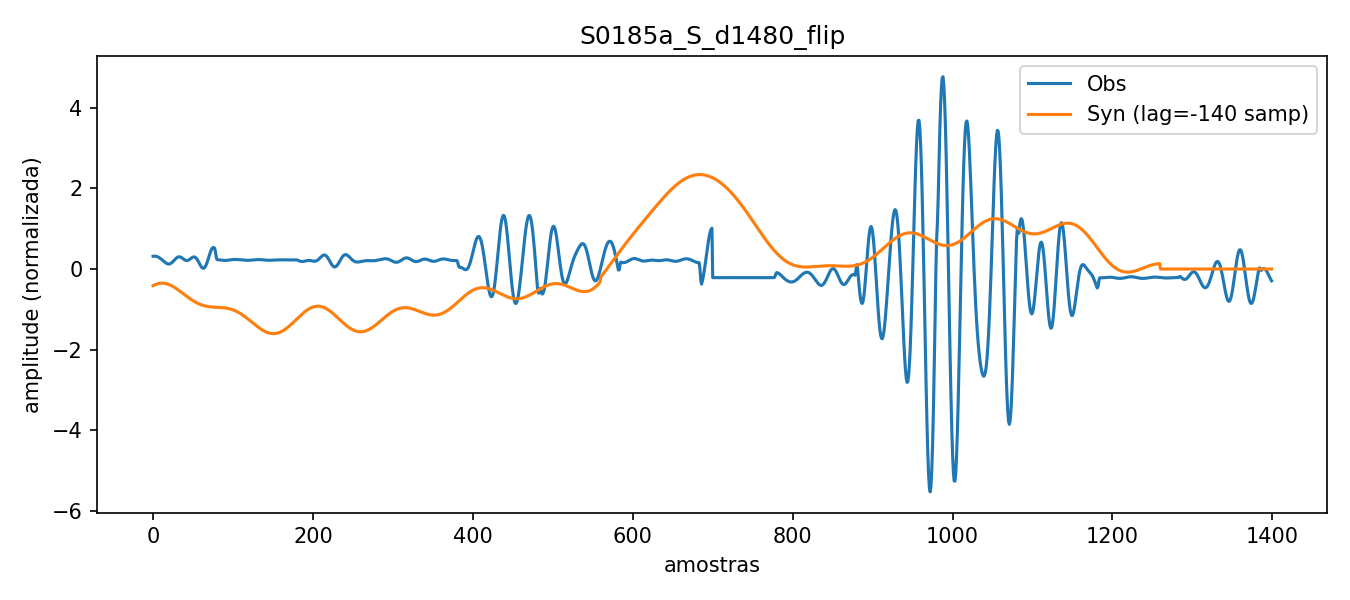 S0185a_S_d1480_flip
Obs
Syn (lag=-140 samp)
amplitude (normalizada)
4
2
0
−2
−4
−6
0 200 400 600 800 1000 1200 1400
amostras